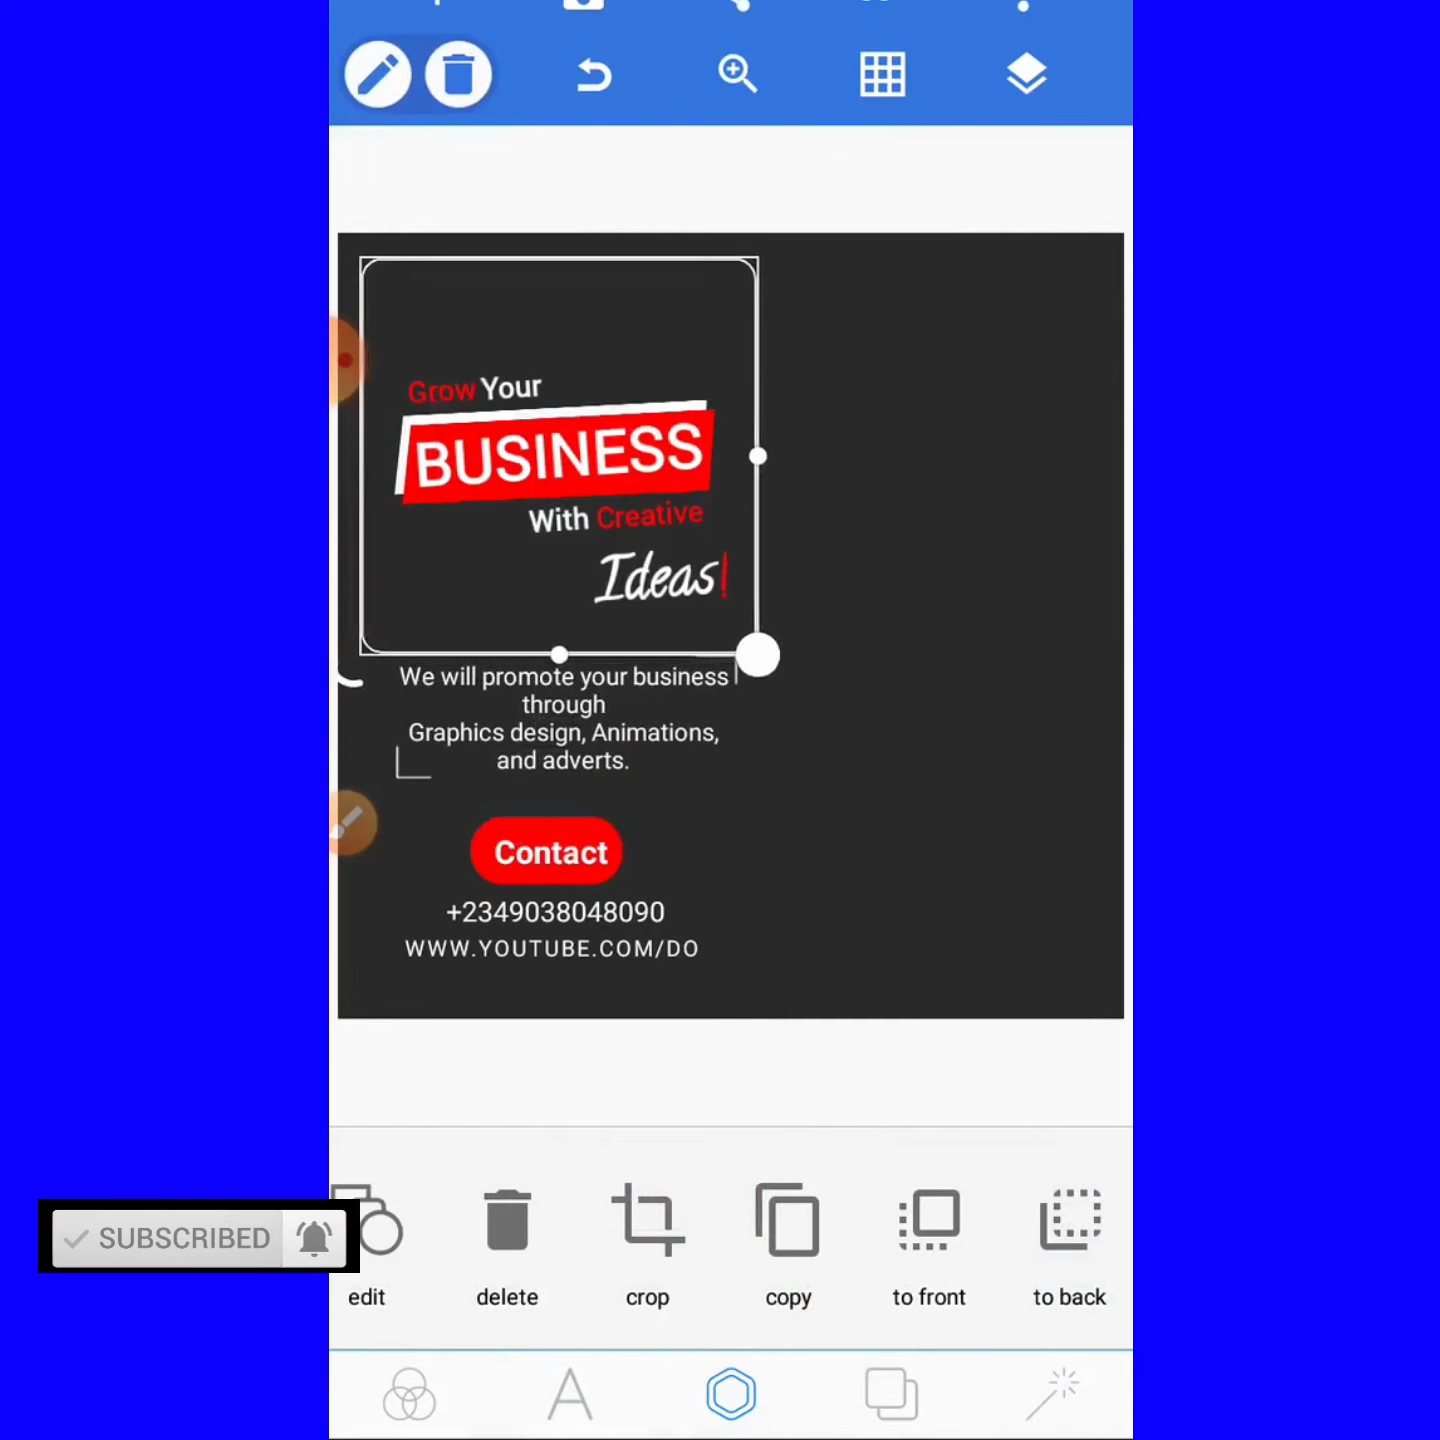 Grow Your
BUSINESS
With Creative
Ideas!
We will promote your business
through
Graphics design, Animations,
and adverts.
Contact
+2349038048090
WWW.YOUTUBE.COM/DO
SUBSCRIBED
edit
delete
crop
copy
to front
to back